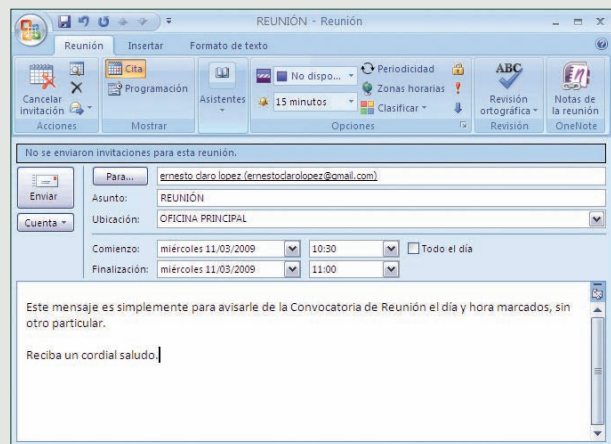 REUNIÓN - Reunión
Reunión Insertar Formato de texto
Cancelar invitación
Acciones
Cita
Programación
Mostrar
Asistentes
No dispo...
15 minutos
Periodicidad
Zonas horarias
Clasificar
Opciones
ABC
Revisión ortográfica
Revisión
Notas de la reunión
OneNote
No se enviaron invitaciones para esta reunión.
Enviar
Cuenta
Para... ernesto claro lopez (ernestoclarolopez@gmail.com)
Asunto: REUNIÓN
Ubicación: OFICINA PRINCIPAL
Comienzo: miércoles 11/03/2009 10:30 Todo el día
Finalización: miércoles 11/03/2009 11:00
Este mensaje es simplemente para avisarle de la Convocatoria de Reunión el día y hora marcados, sin
otro particular.
Reciba un cordial saludo.